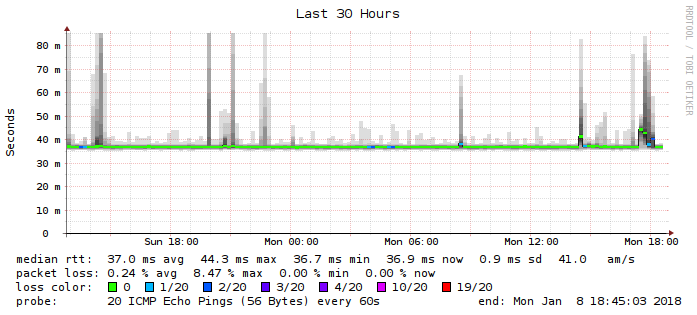 Last 30 Hours
RRDTOOL / TOBI OETIKER
Seconds
80 m
70 m
60 m
50 m
40 m
30 m
20 m
10 m
0
Sun 18:00 Mon 00:00 Mon 06:00 Mon 12:00 Mon 18:00
median rtt: 37.0 ms avg 44.3 ms max 36.7 ms min 36.9 ms now 0.9 ms sd 41.0 am/s
packet loss: 0.24 % avg 8.47 % max 0.00 % min 0.00 % now
loss color: 0 1/20 2/20 3/20 4/20 10/20 19/20
probe: 20 ICMP Echo Pings (56 Bytes) every 60s end: Mon Jan 8 18:45:03 2018